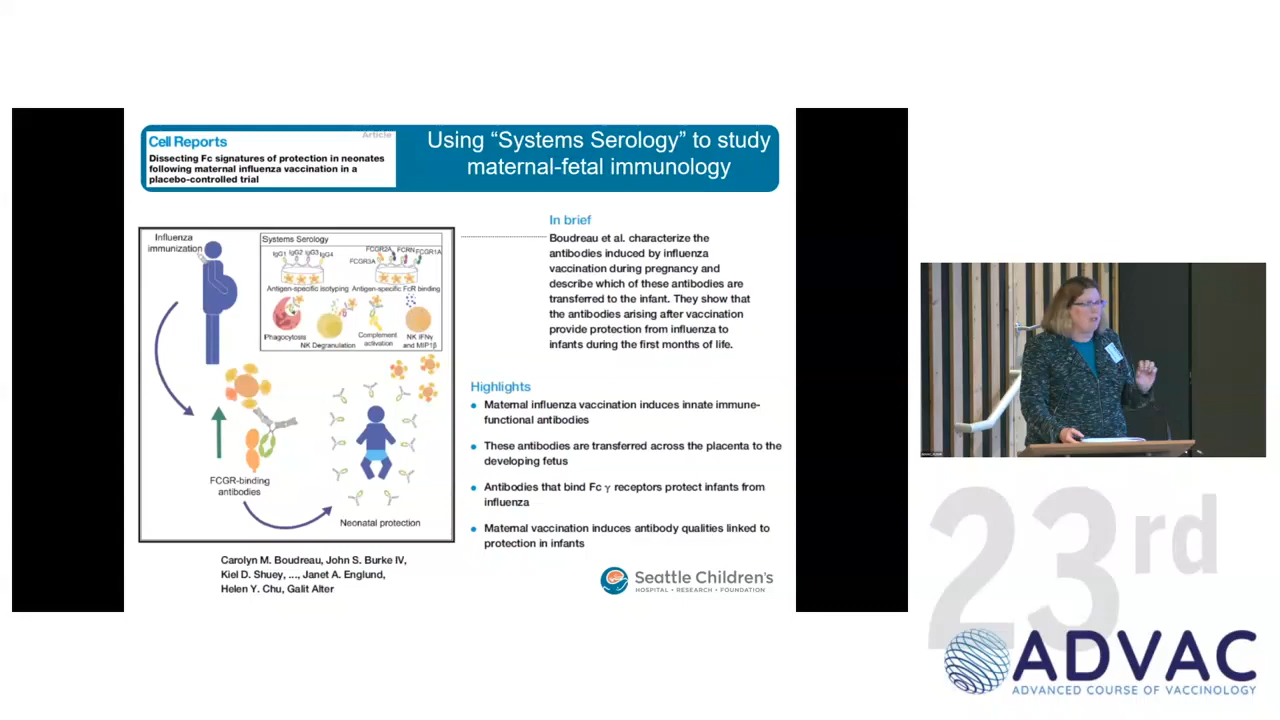 Cell Reports
Article
Dissecting Fc signatures of protection in neonates
following maternal influenza vaccination in a
placebo-controlled trial
Using “Systems Serology” to study
maternal-fetal immunology
Influenza
immunization
Systems Serology
IgG1 IgG2 IgG3 IgG4
FCGR3A FCGR2A FCRN FCGR1A
Antigen-specific isotyping
Antigen-specific FcR binding
Phagocytosis
NK Degranulation
Complement
activation
NK IFNγ
and MIP1β
FCGR-binding
antibodies
Neonatal protection
In brief
Boudreau et al. characterize the
antibodies induced by influenza
vaccination during pregnancy and
describe which of these antibodies are
transferred to the infant. They show that
the antibodies arising after vaccination
provide protection from influenza to
infants during the first months of life.
Highlights
• Maternal influenza vaccination induces innate immune-
functional antibodies
• These antibodies are transferred across the placenta to the
developing fetus
• Antibodies that bind Fc γ receptors protect infants from
influenza
• Maternal vaccination induces antibody qualities linked to
protection in infants
Carolyn M. Boudreau, John S. Burke IV,
Kiel D. Shuey, ..., Janet A. Englund,
Helen Y. Chu, Galit Alter
Seattle Children's
HOSPITAL • RESEARCH • FOUNDATION
23rd
ADVAC
ADVANCED COURSE OF VACCINOLOGY